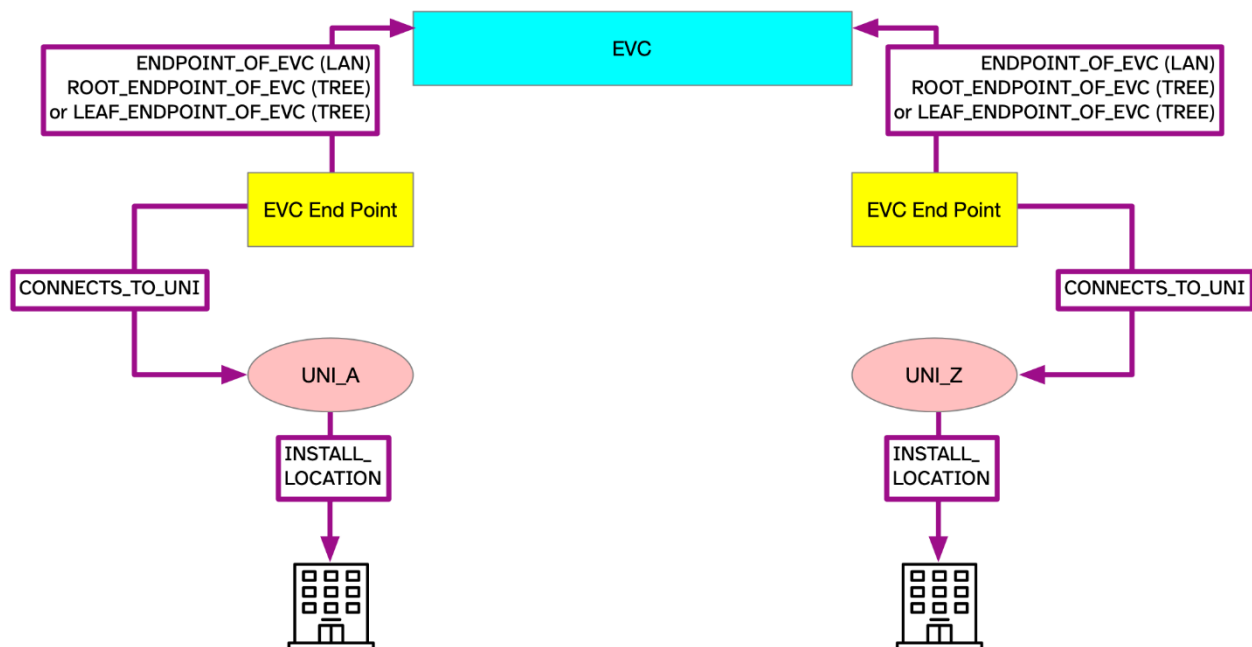 EVC
ENDPOINT_OF_EVC (LAN)
ROOT_ENDPOINT_OF_EVC (TREE)
or LEAF_ENDPOINT_OF_EVC (TREE)
ENDPOINT_OF_EVC (LAN)
ROOT_ENDPOINT_OF_EVC (TREE)
or LEAF_ENDPOINT_OF_EVC (TREE)
EVC End Point
EVC End Point
CONNECTS_TO_UNI
CONNECTS_TO_UNI
UNI_A
UNI_Z
INSTALL_
LOCATION
INSTALL_
LOCATION